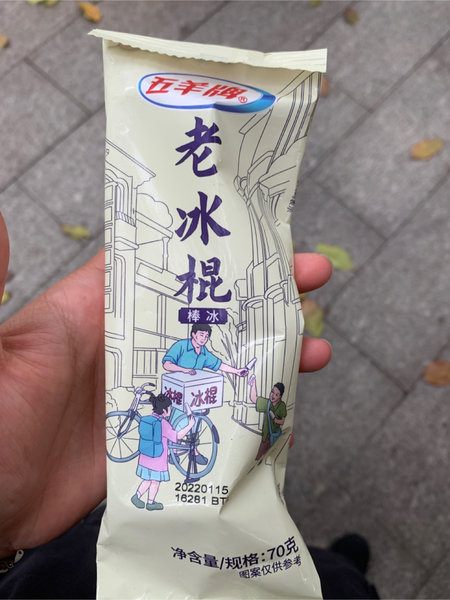 五羊牌®
老冰棍
棒冰
冰棍
20220115
16281 BT
净含量/规格:70克
图案仅供参考